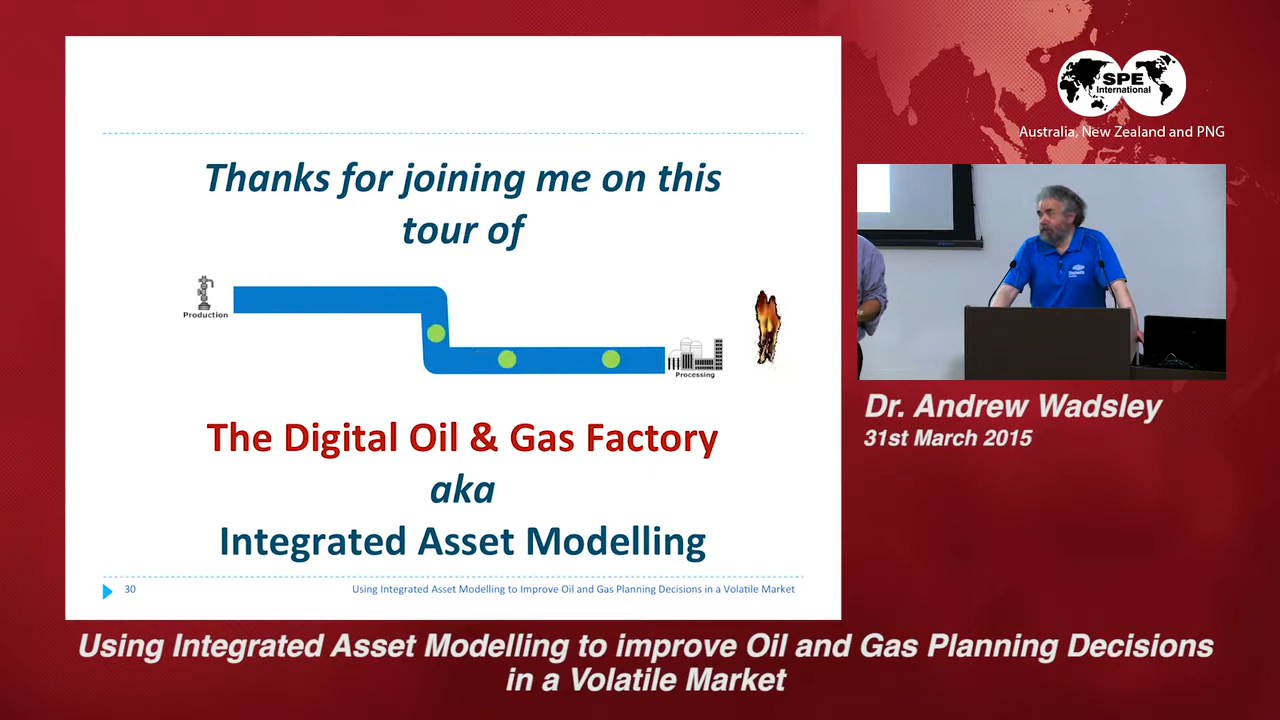 Thanks for joining me on this
tour of
Production
Processing
The Digital Oil & Gas Factory
aka
Integrated Asset Modelling
30
Using Integrated Asset Modelling to Improve Oil and Gas Planning Decisions in a Volatile Market
SPE
International
Australia, New Zealand and PNG
Dr. Andrew Wadsley
31st March 2015
Using Integrated Asset Modelling to improve Oil and Gas Planning Decisions
in a Volatile Market